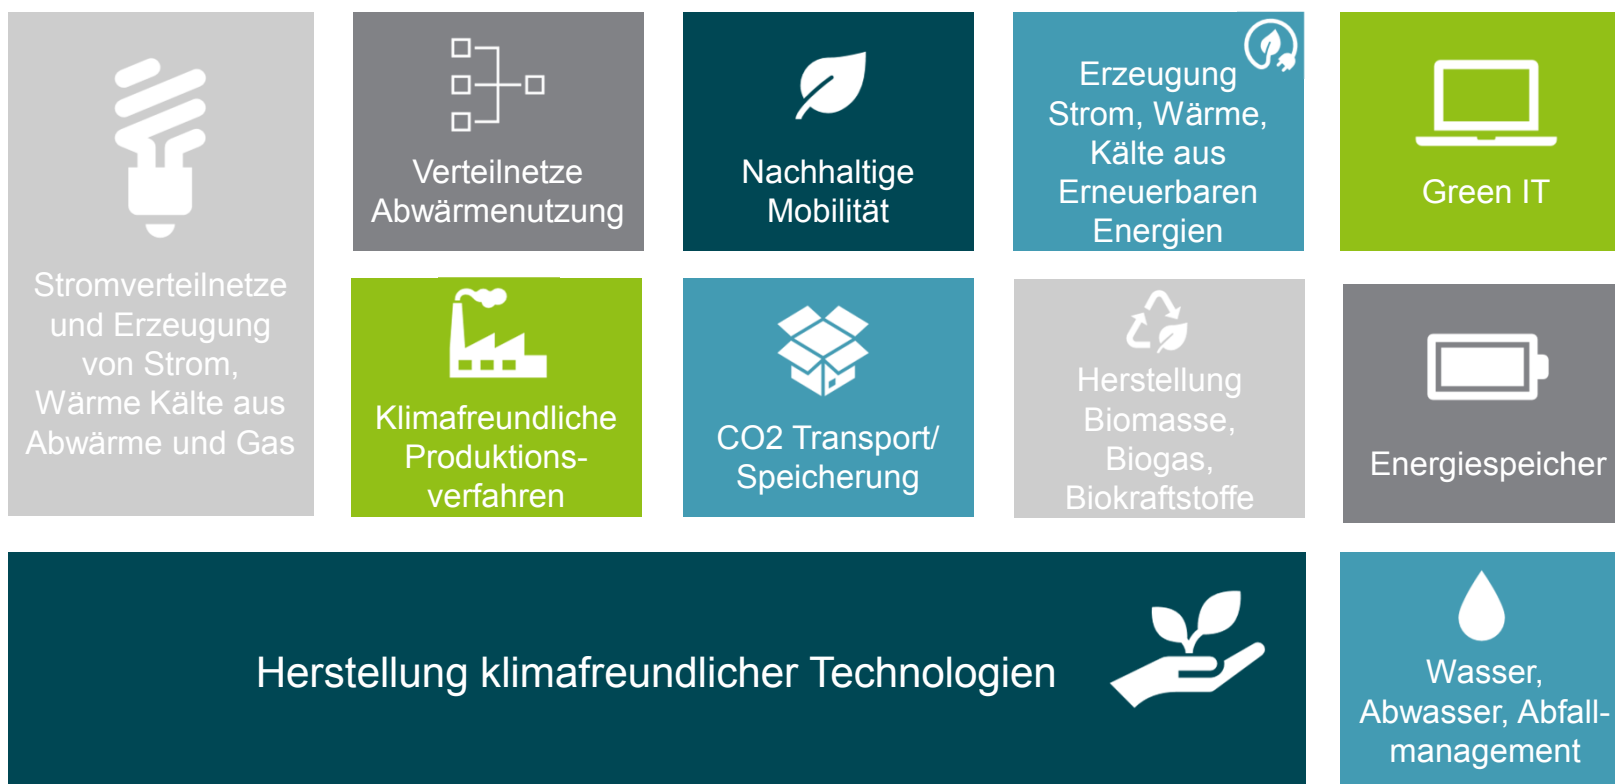 Stromverteilnetze
und Erzeugung
von Strom,
Wärme Kälte aus
Abwärme und Gas
Verteilnetze
Abwärmenutzung
Nachhaltige
Mobilität
Erzeugung
Strom, Wärme,
Kälte aus
Erneuerbaren
Energien
Green IT
Klimafreundliche
Produktions-
verfahren
CO2 Transport/
Speicherung
Herstellung
Biomasse,
Biogas,
Biokraftstoffe
Energiespeicher
Herstellung klimafreundlicher Technologien
Wasser,
Abwasser, Abfall-
management